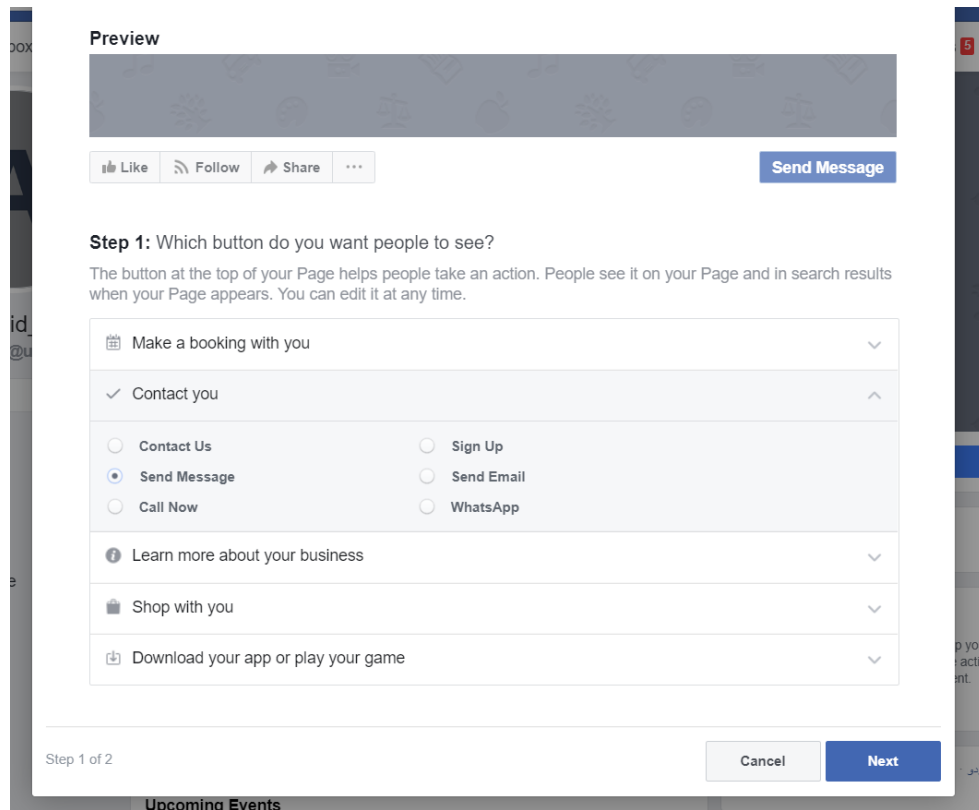 Preview
Like
Follow
Share
Send Message
Step 1: Which button do you want people to see?
The button at the top of your Page helps people take an action. People see it on your Page and in search results
when your Page appears. You can edit it at any time.
Make a booking with you
Contact you
Contact Us
Sign Up
Send Message
Send Email
Call Now
WhatsApp
Learn more about your business
Shop with you
Download your app or play your game
Step 1 of 2
Cancel
Next
Upcoming Events
5